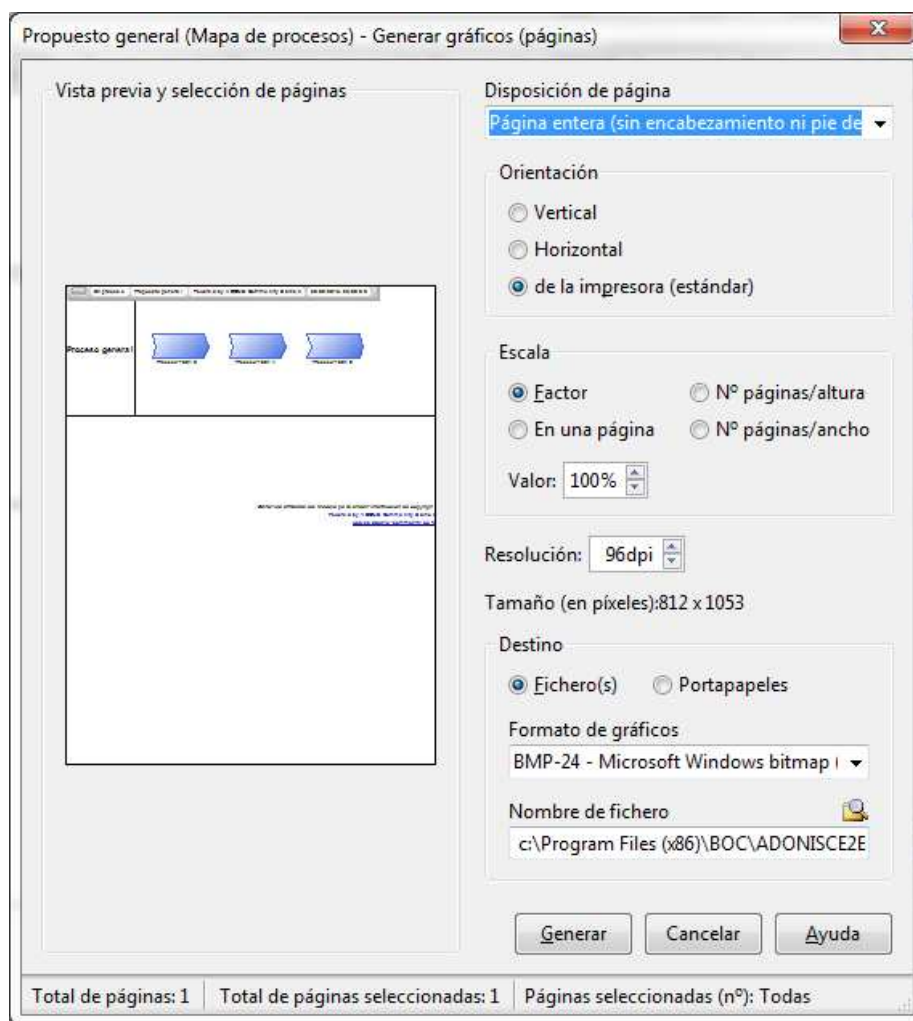 Propuesto general (Mapa de procesos) - Generar gráficos (páginas)
Vista previa y selección de páginas
Proceso general
Disposición de página
Página entera (sin encabezamiento ni pie de
Orientación
Vertical
Horizontal
de la impresora (estándar)
Escala
Factor
Nº páginas/altura
En una página
Nº páginas/ancho
Valor: 100%
Resolución: 96dpi
Tamaño (en píxeles):812 x 1053
Destino
Fichero(s)
Portapapeles
Formato de gráficos
BMP-24 - Microsoft Windows bitmap (
Nombre de fichero
c:\Program Files (x86)\BOC\ADONISCE2E
Generar
Cancelar
Ayuda
Total de páginas: 1
Total de páginas seleccionadas: 1
Páginas seleccionadas (nº): Todas